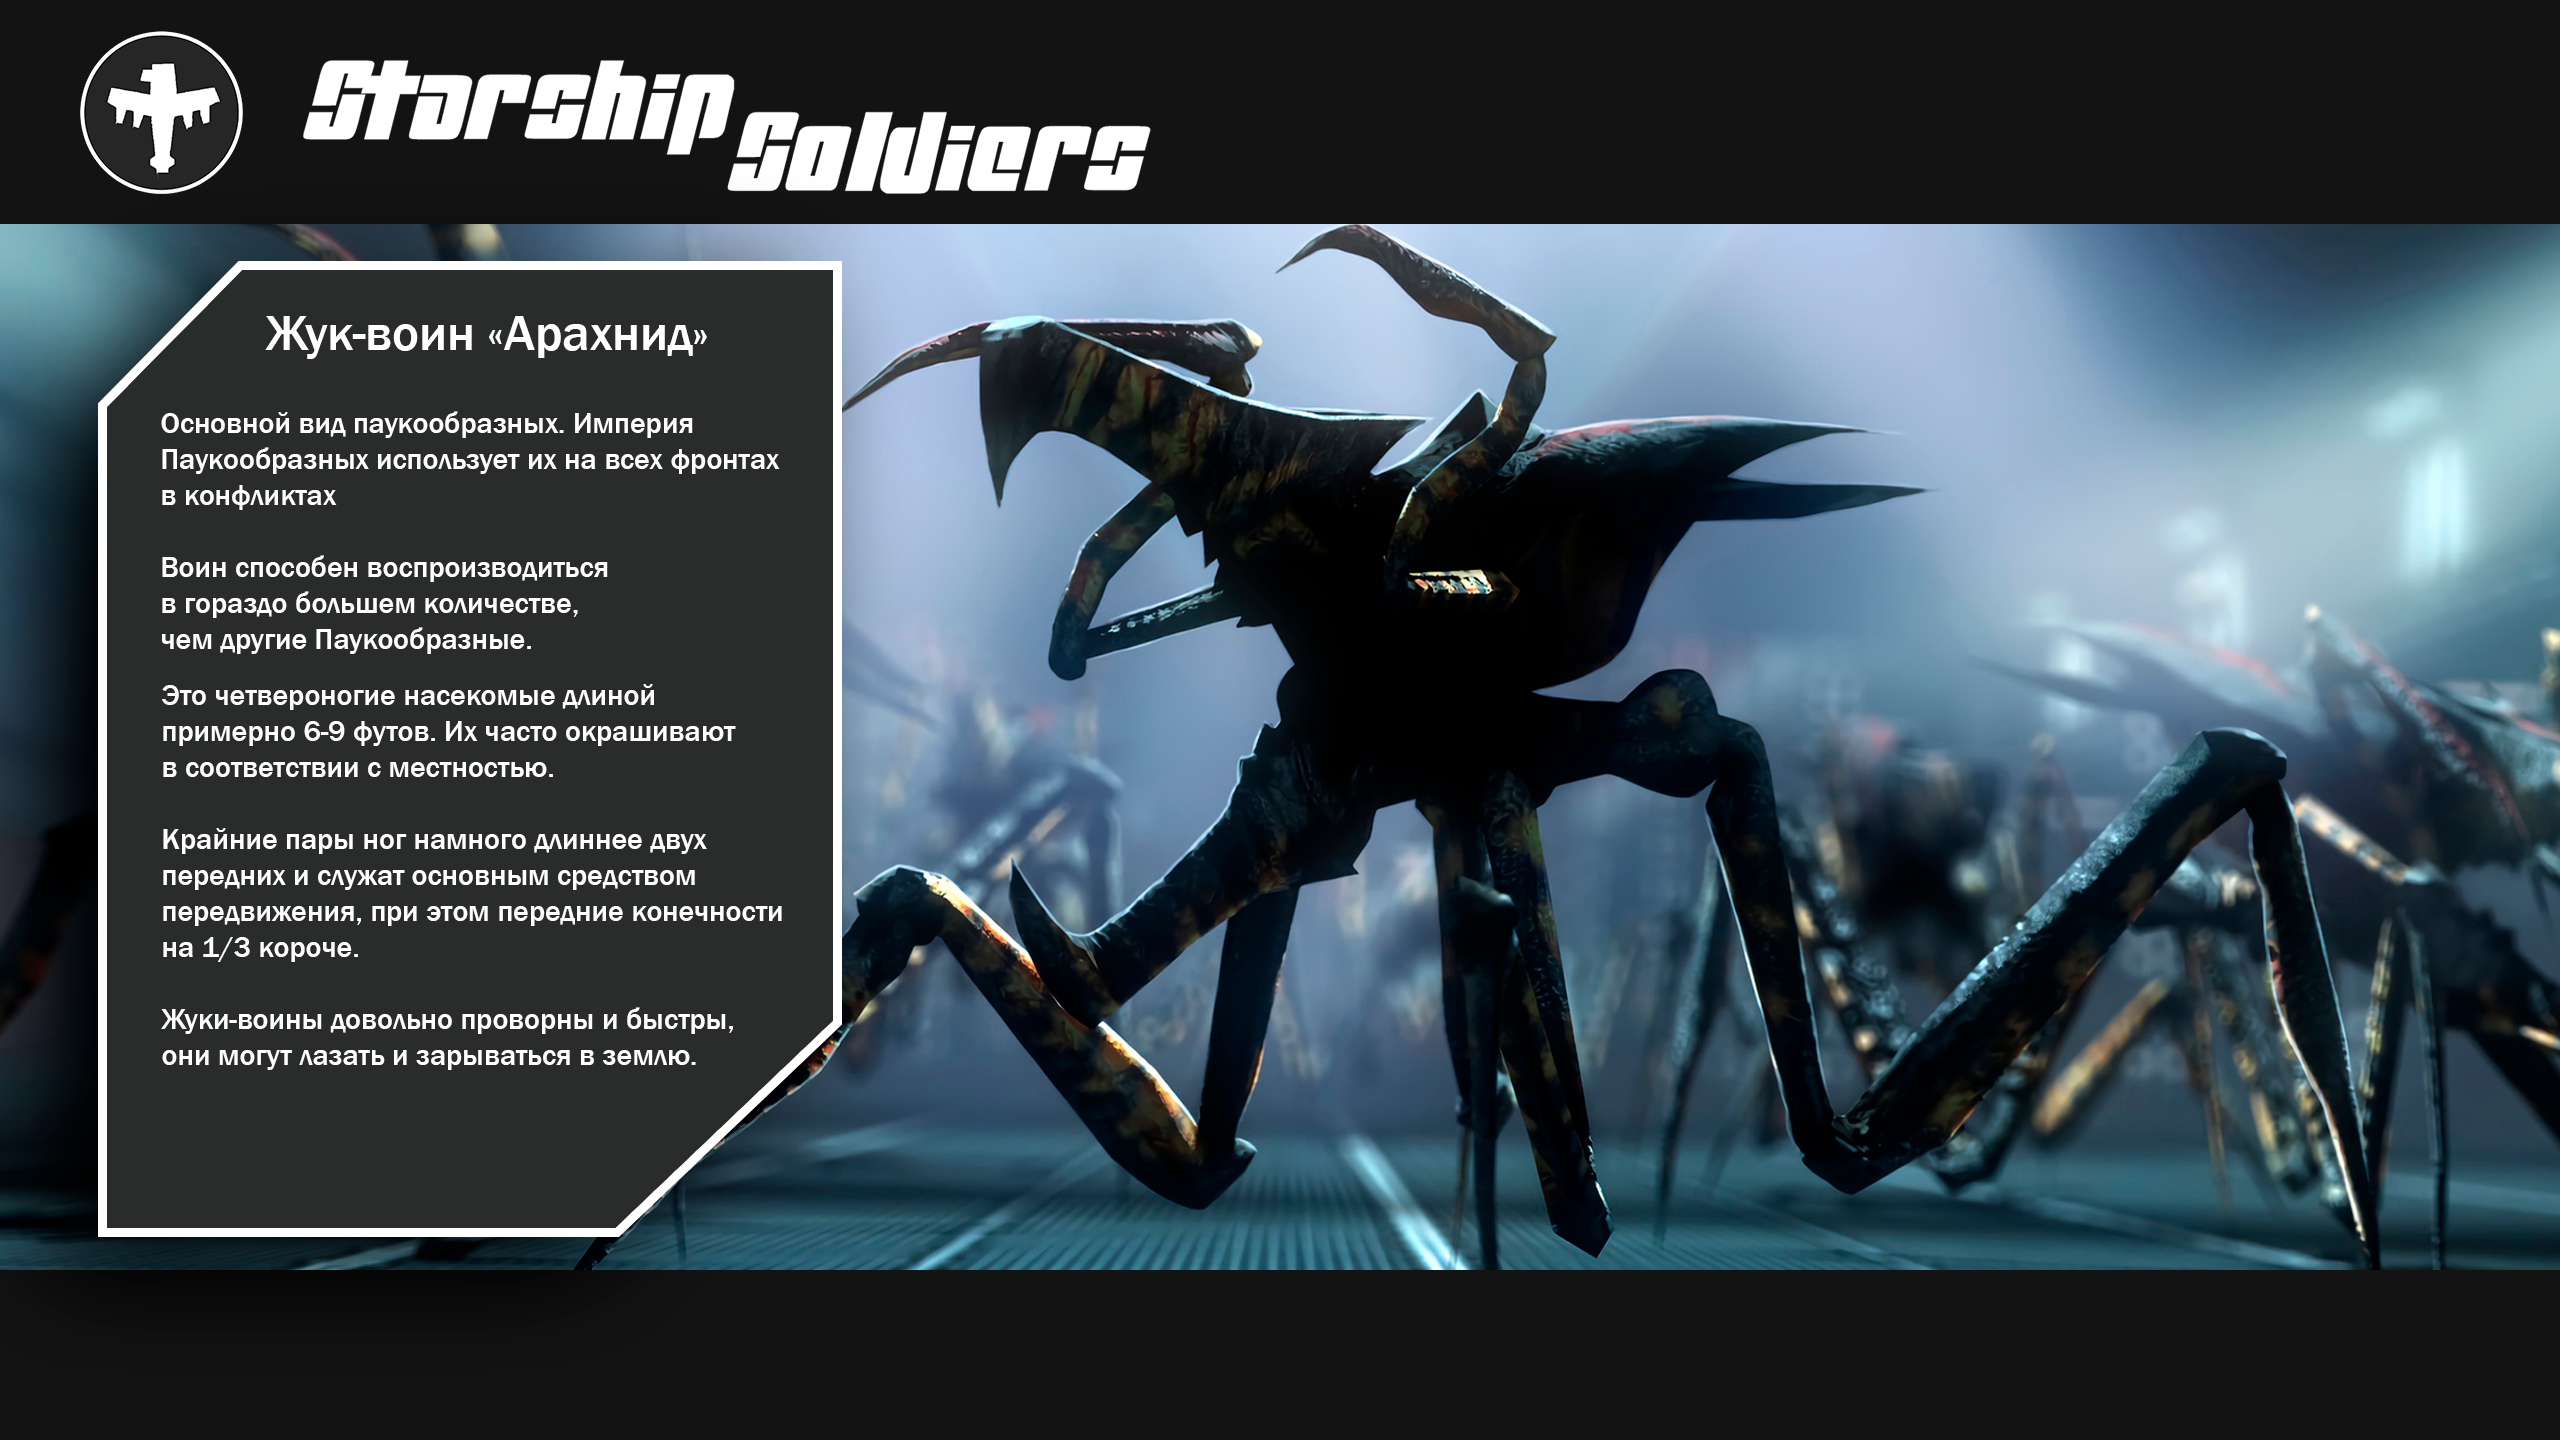 Starship
Soldiers
Жук-воин «Арахнид»
Основной вид паукообразных. Империя
Паукообразных использует их на всех фронтах
в конфликтах
Воин способен воспроизводиться
в гораздо большем количестве,
чем другие Паукообразные.
Это четвероногие насекомые длиной
примерно 6-9 футов. Их часто окрашивают
в соответствии с местностью.
Крайние пары ног намного длиннее двух
передних и служат основным средством
передвижения, при этом передние конечности
на 1/3 короче.
Жуки-воины довольно проворны и быстры,
они могут лазать и зарываться в землю.